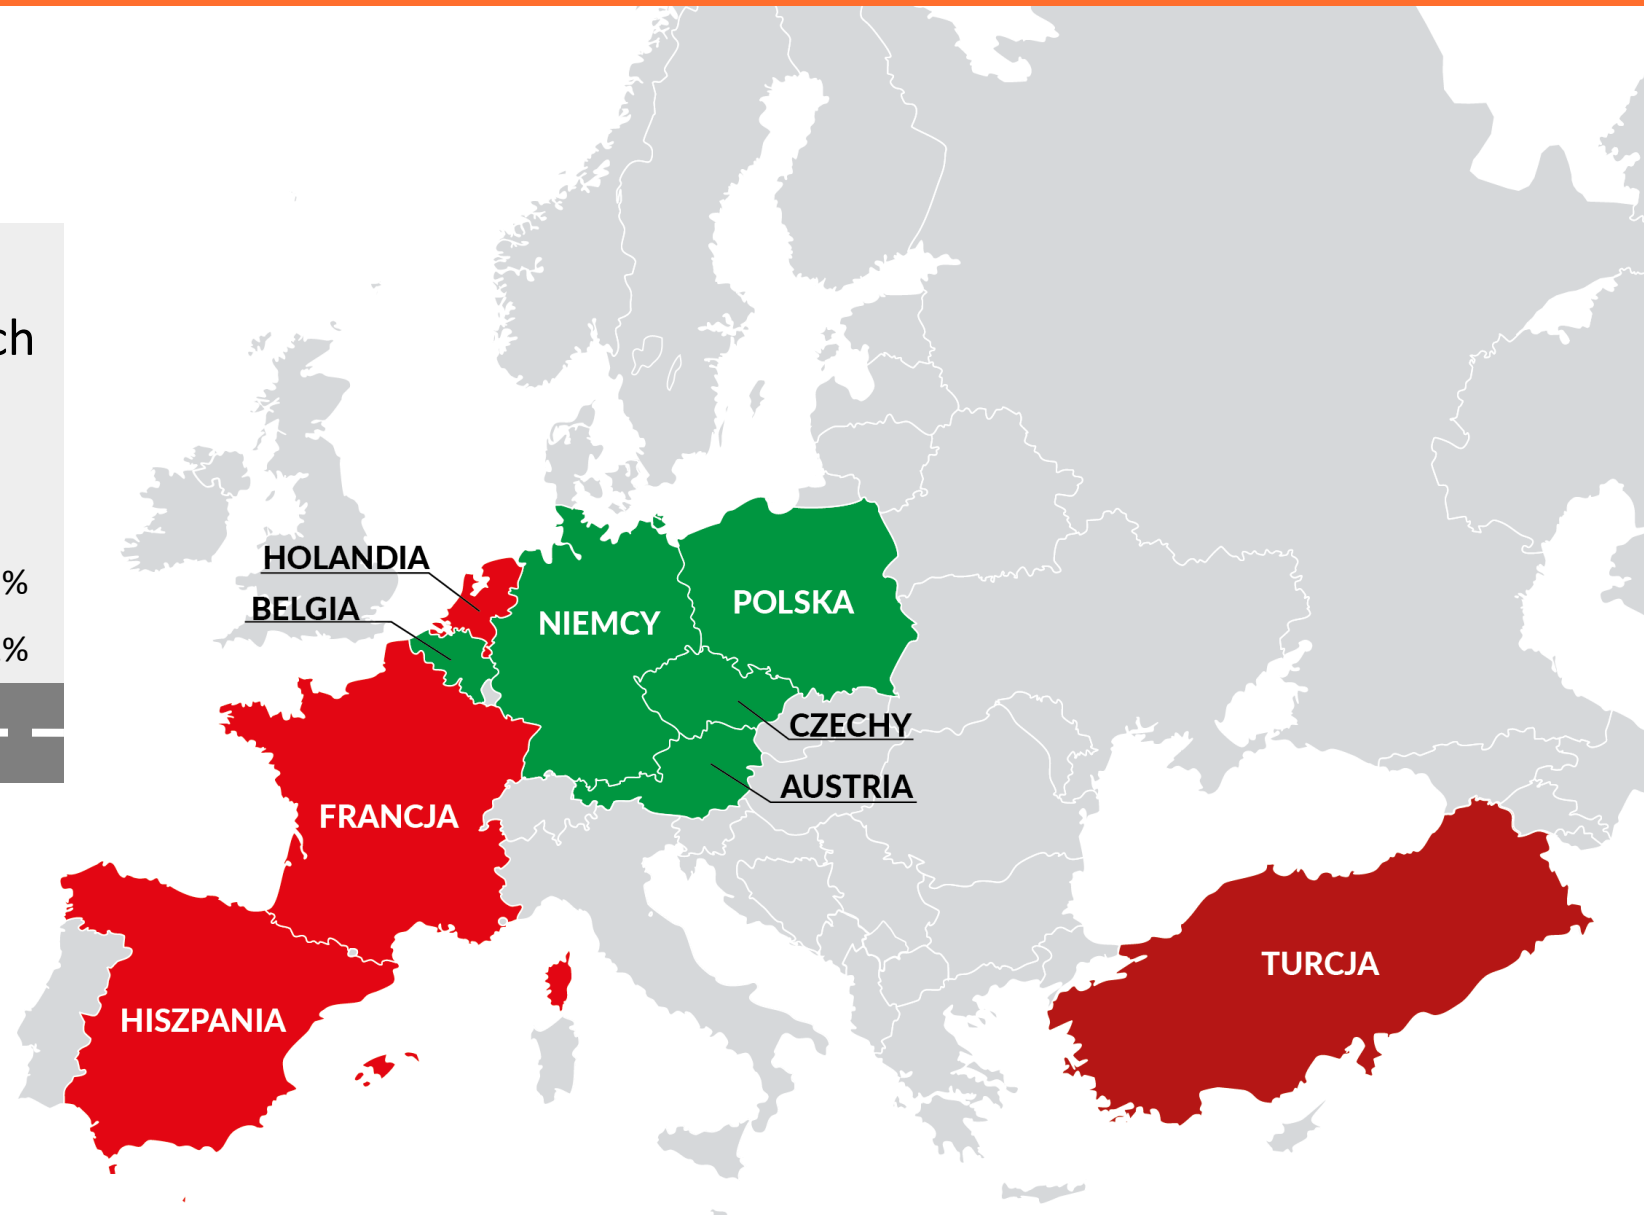 ch
%
%
HOLANDIA
BELGIA
NIEMCY
POLSKA
CZECHY
AUSTRIA
FRANCJA
HISZPANIA
TURCJA